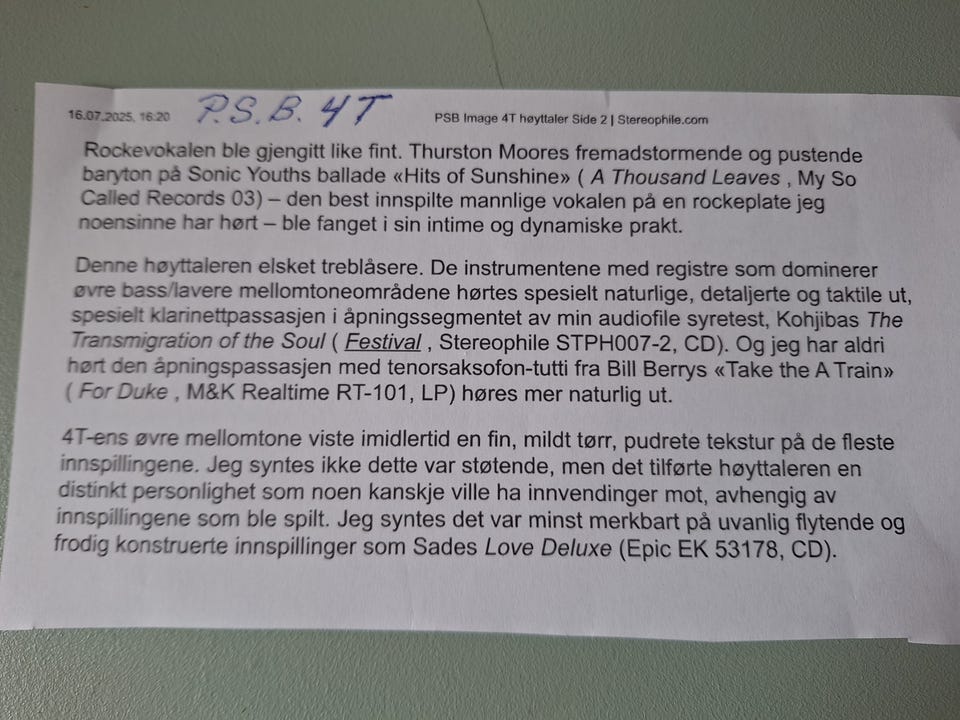 16.07.2025, 16:20 P.S.B. 4T PSB Image 4T høyttaler Side 2 | Stereophile.com
Rockevokalen ble gjengitt like fint. Thurston Moores fremadstormende og pustende
baryton på Sonic Youths ballade «Hits of Sunshine» ( A Thousand Leaves , My So
Called Records 03) – den best innspilte mannlige vokalen på en rockeplate jeg
noensinne har hørt – ble fanget i sin intime og dynamiske prakt.
Denne høyttaleren elsket treblåsere. De instrumentene med registre som dominerer
øvre bass/lavere mellomtoneområdene hørtes spesielt naturlige, detaljerte og taktile ut,
spesielt klarinettpassasjen i åpningssegmentet av min audiofile syretest, Kohjibas The
Transmigration of the Soul ( Festival , Stereophile STPH007-2, CD). Og jeg har aldri
hørt den åpningspassasjen med tenorsaksofon-tutti fra Bill Berrys «Take the A Train»
( For Duke , M&K Realtime RT-101, LP) høres mer naturlig ut.
4T-ens øvre mellomtone viste imidlertid en fin, mildt tørr, pudrete tekstur på de fleste
innspillingene. Jeg syntes ikke dette var støtende, men det tilførte høyttaleren en
distinkt personlighet som noen kanskje ville ha innvendinger mot, avhengig av
innspillingene som ble spilt. Jeg syntes det var minst merkbart på uvanlig flytende og
frodig konstruerte innspillinger som Sades Love Deluxe (Epic EK 53178, CD).